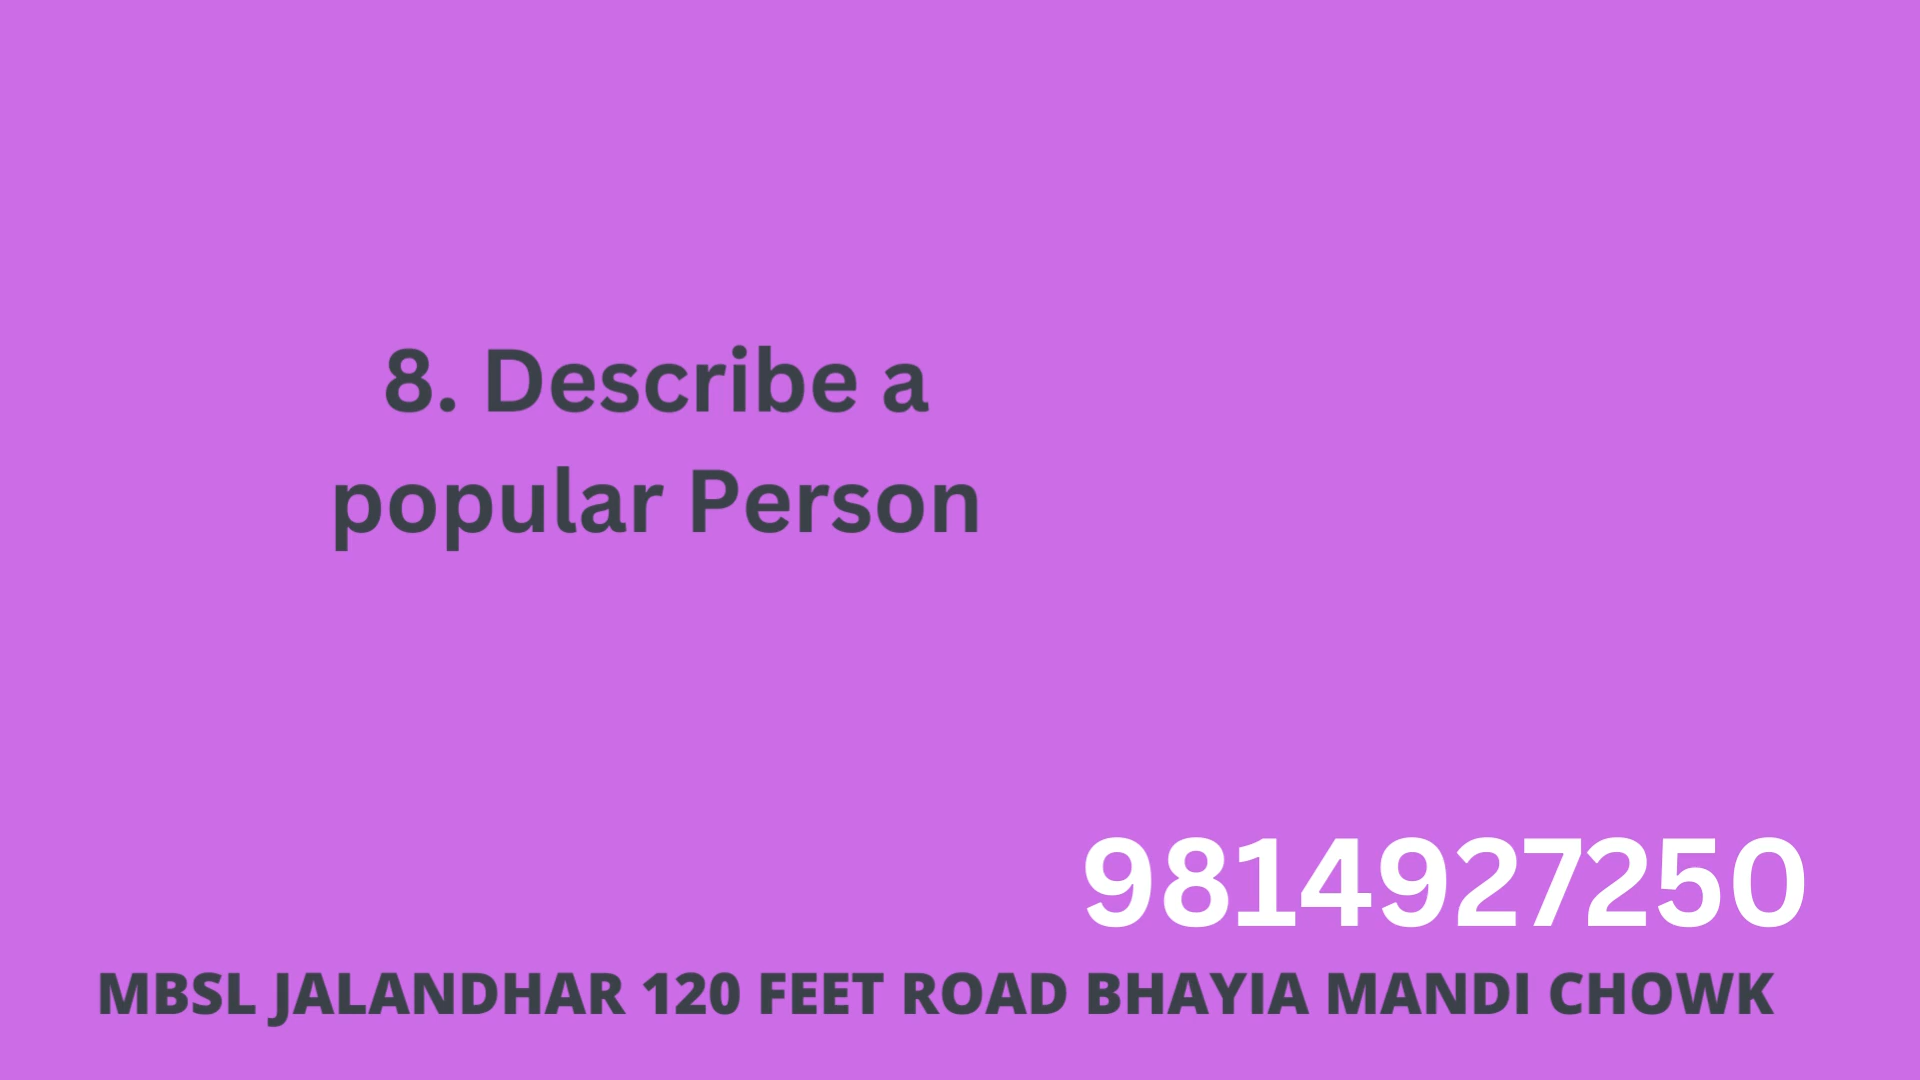 8. Describe a
popular Person
9814927250
MBSL JALANDHAR 120 FEET ROAD BHAYIA MANDI CHOWK